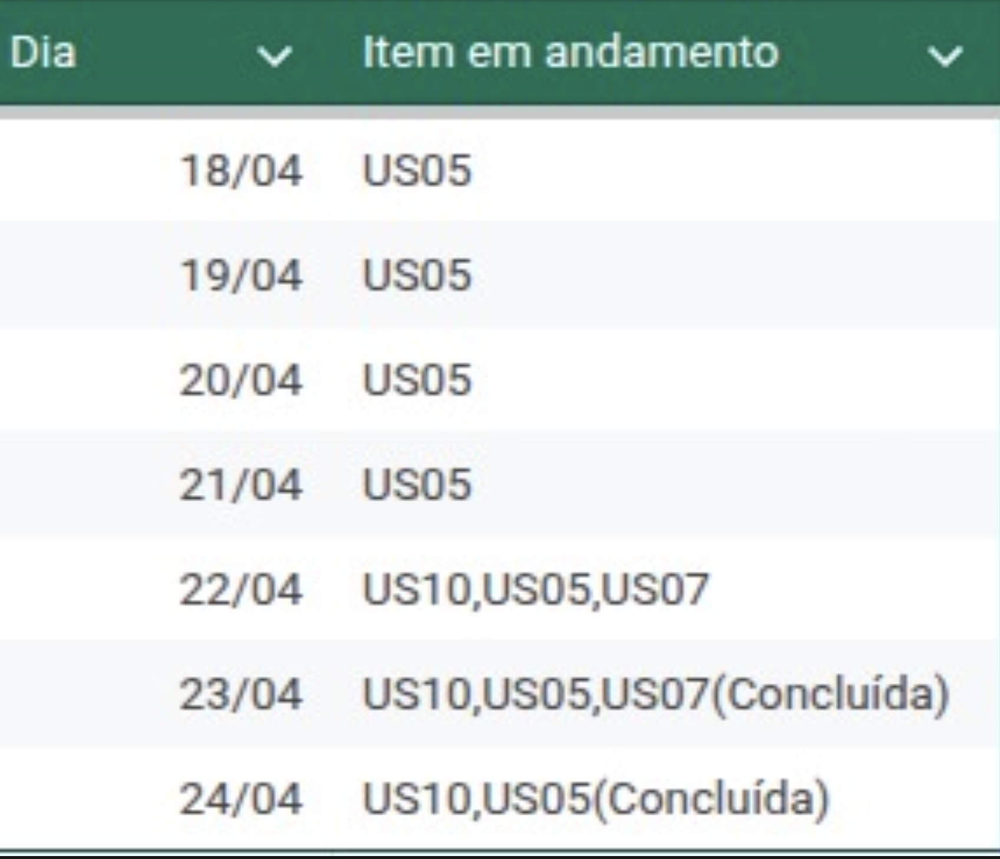 Dia Item em andamento
18/04 US05
19/04 US05
20/04 US05
21/04 US05
22/04 US10,US05,US07
23/04 US10,US05,US07(Concluída)
24/04 US10,US05(Concluída)